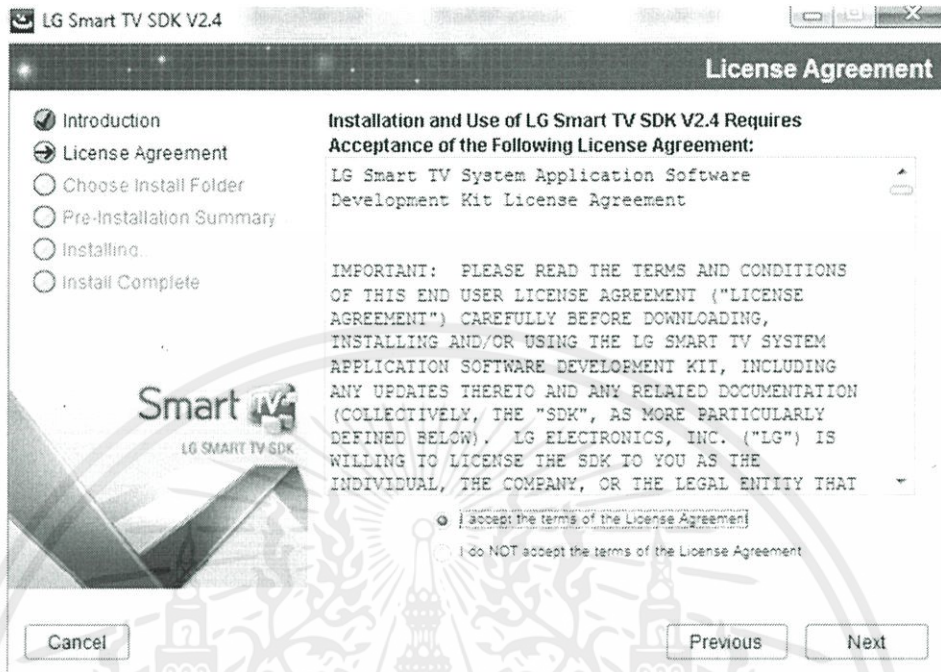 LG Smart TV SDK V2.4
License Agreement
Introduction
License Agreement
Choose Install Folder
Pre-Installation Summary
Installing...
Install Complete
Smart TV
LG SMART TV SDK
Installation and Use of LG Smart TV SDK V2.4 Requires
Acceptance of the Following License Agreement:
LG Smart TV System Application Software
Development Kit License Agreement
IMPORTANT: PLEASE READ THE TERMS AND CONDITIONS
OF THIS END USER LICENSE AGREEMENT ("LICENSE
AGREEMENT") CAREFULLY BEFORE DOWNLOADING,
INSTALLING AND/OR USING THE LG SMART TV SYSTEM
APPLICATION SOFTWARE DEVELOPMENT KIT, INCLUDING
ANY UPDATES THERETO AND ANY RELATED DOCUMENTATION
(COLLECTIVELY, THE "SDK", AS MORE PARTICULARLY
DEFINED BELOW). LG ELECTRONICS, INC. ("LG") IS
WILLING TO LICENSE THE SDK TO YOU AS THE
INDIVIDUAL, THE COMPANY, OR THE LEGAL ENTITY THAT
I accept the terms of the License Agreement
I do NOT accept the terms of the License Agreement
Cancel
Previous
Next